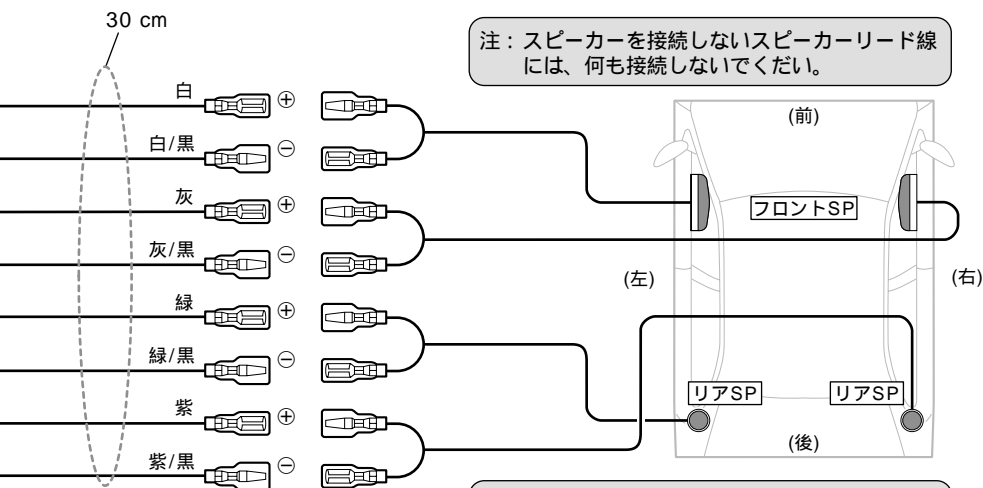 30 cm
注：スピーカーを接続しないスピーカーリード線
には、何も接続しないでくだい。
白
⊕
(前)
白/黒
⊖
灰
⊕
フロントSP
灰/黒
⊖
(左)
(右)
緑
⊕
緑/黒
⊖
リアSP
リアSP
紫
⊕
(後)
紫/黒
⊖